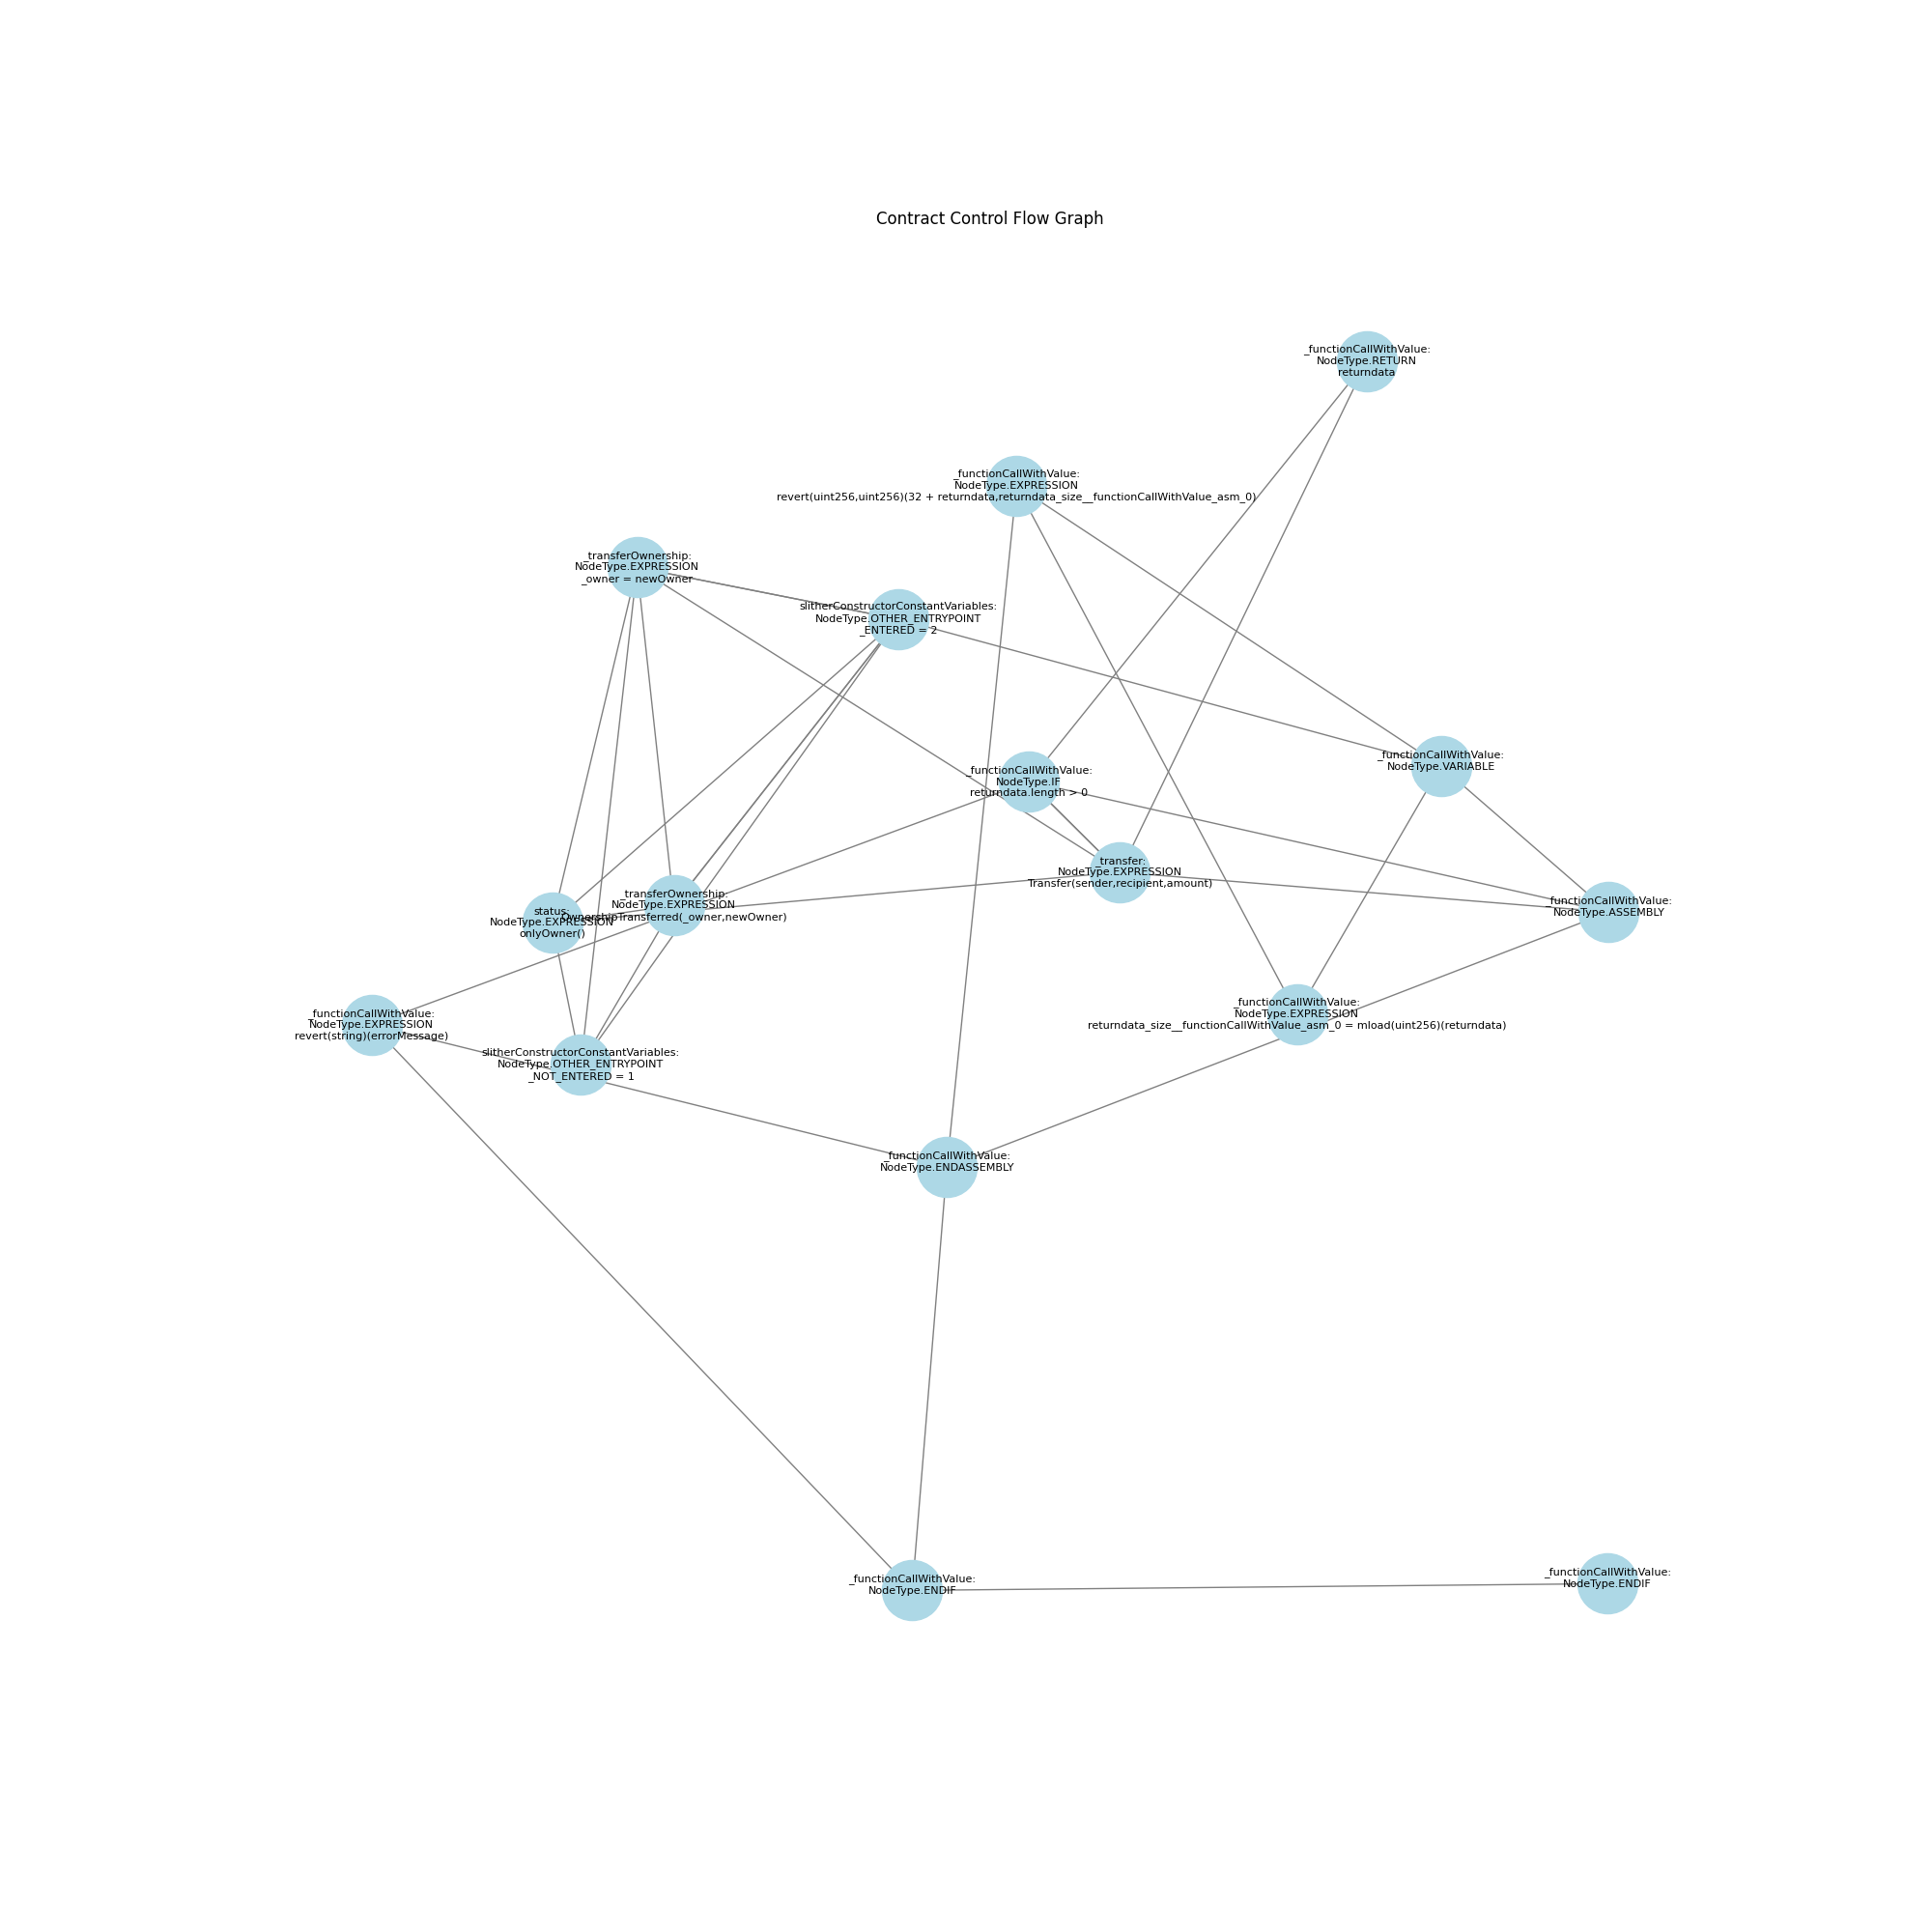 Contract Control Flow Graph
_functionCallWithValue:
NodeType.RETURN
returndata
_functionCallWithValue:
NodeType.EXPRESSION
revert(uint256,uint256)(32 + returndata,returndata_size__functionCallWithValue_asm_0)
_transferOwnership:
NodeType.EXPRESSION
_owner = newOwner
slitherConstructorConstantVariables:
NodeType.OTHER_ENTRYPOINT
_ENTERED = 2
_functionCallWithValue:
NodeType.VARIABLE
_functionCallWithValue:
NodeType.IF
returndata.length > 0
_transfer:
NodeType.EXPRESSION
Transfer(sender,recipient,amount)
_transferOwnership:
NodeType.EXPRESSION
OwnershipTransferred(_owner,newOwner)
status:
NodeType.EXPRESSION
onlyOwner()
_functionCallWithValue:
NodeType.ASSEMBLY
_functionCallWithValue:
NodeType.EXPRESSION
returndata_size__functionCallWithValue_asm_0 = mload(uint256)(returndata)
_functionCallWithValue:
NodeType.EXPRESSION
revert(string)(errorMessage)
slitherConstructorConstantVariables:
NodeType.OTHER_ENTRYPOINT
_NOT_ENTERED = 1
_functionCallWithValue:
NodeType.ENDASSEMBLY
_functionCallWithValue:
NodeType.ENDIF
_functionCallWithValue:
NodeType.ENDIF